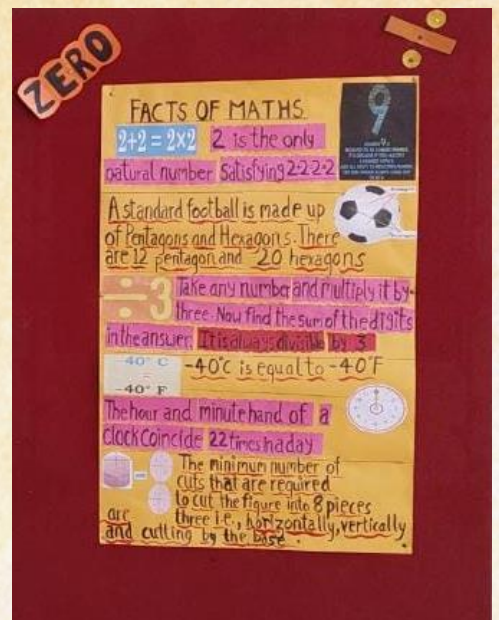 ZERO
FACTS OF MATHS
9
2+2 = 2×2 2 is the only
natural number satisfying 2-2-2-2
A standard football is made up
of Pentagons and Hexagons. There
are 12 pentagon and 20 hexagons
÷3 Take any number and multiply it by
three. Now find the sum of the digits
in the answer. It is always divisible by 3
-40° C
-40° F
-40°C is equal to -40°F
The hour and minute hand of a
clock coincide 22 times in a day
The minimum number of
cuts that are required
to cut the figure into 8 pieces
are three i.e., horizontally, vertically
and cutting by the base.